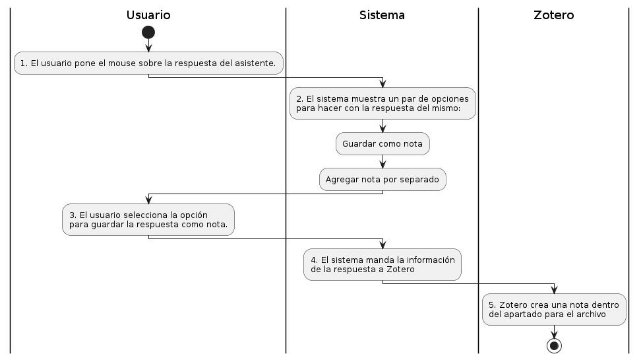 Usuario
Sistema
Zotero
1. El usuario pone el mouse sobre la respuesta del asistente.
2. El sistema muestra un par de opciones
para hacer con la respuesta del mismo:
Guardar como nota
Agregar nota por separado
3. El usuario selecciona la opción
para guardar la respuesta como nota.
4. El sistema manda la información
de la respuesta a Zotero
5. Zotero crea una nota dentro
del apartado para el archivo